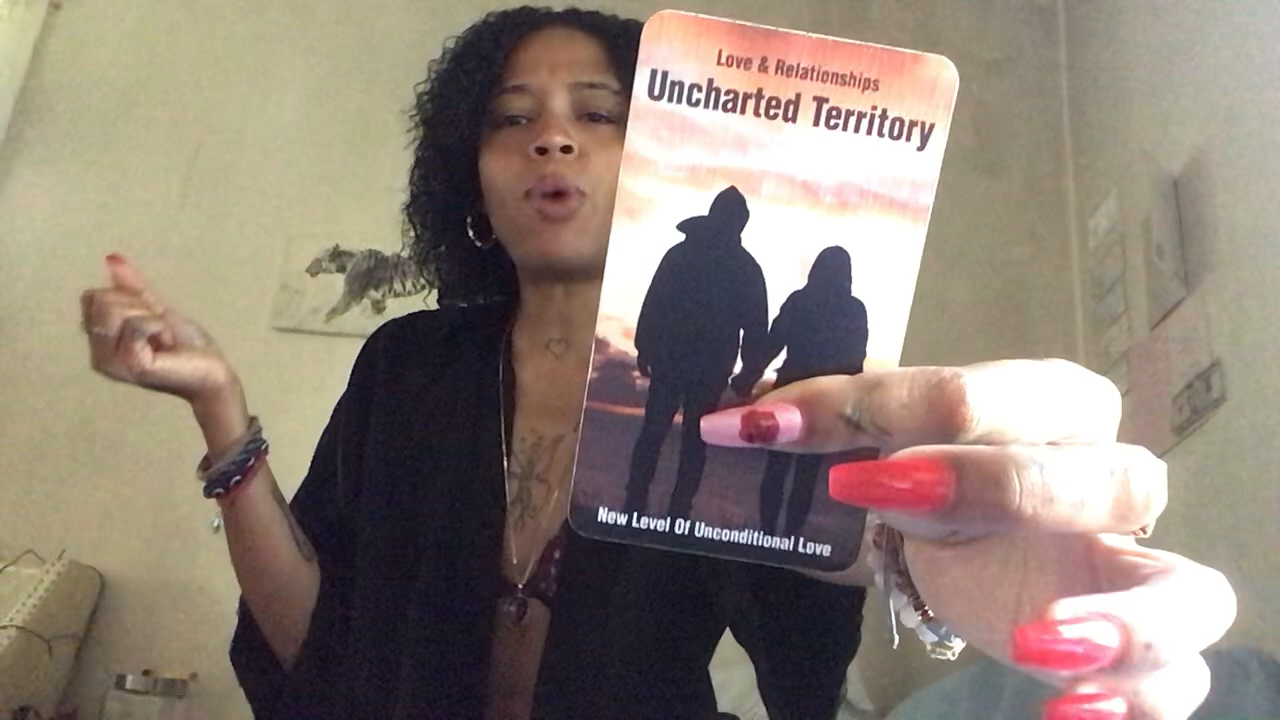 Love & Relationships
Uncharted Territory
New Level Of Unconditional Love